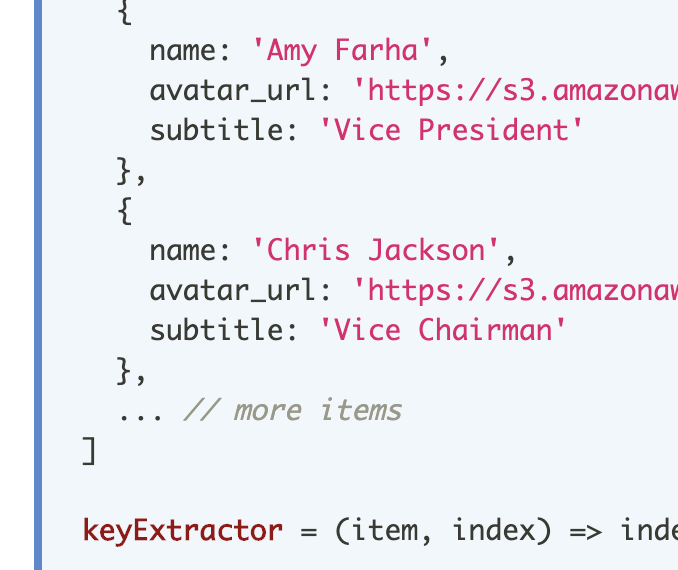 {
name: 'Amy Farha',
avatar_url: 'https://s3.amazonaw
subtitle: 'Vice President'
},
{
name: 'Chris Jackson',
avatar_url: 'https://s3.amazonaw
subtitle: 'Vice Chairman'
},
... // more items
]
keyExtractor = (item, index) => inde